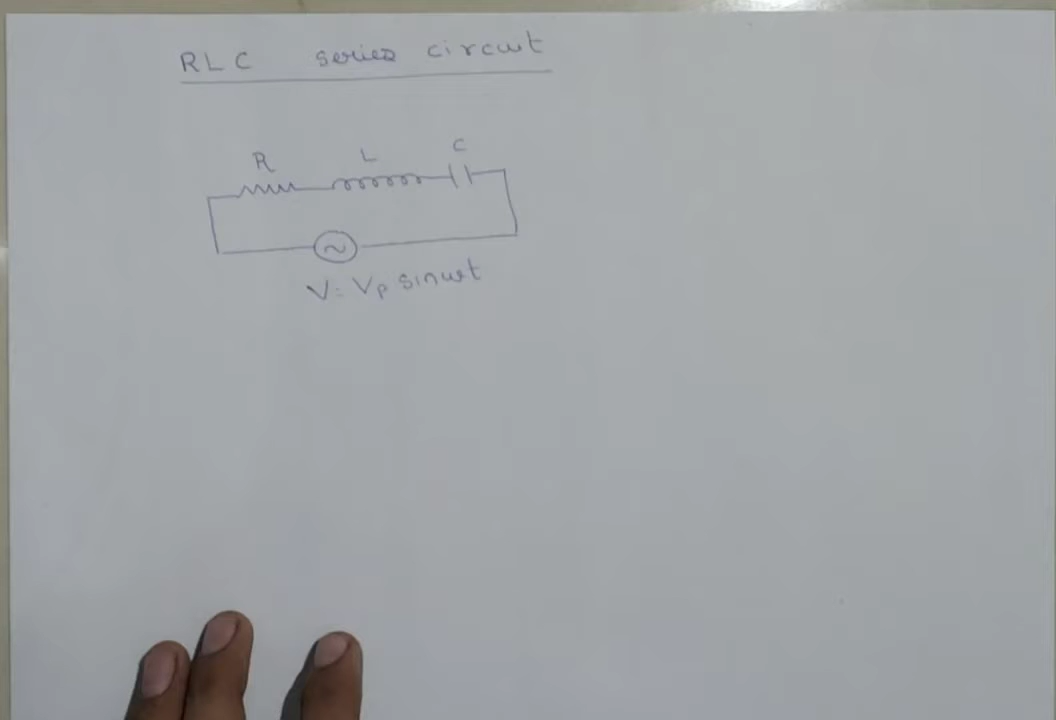 RLC series circuit
R L C
V = Vp sinωt